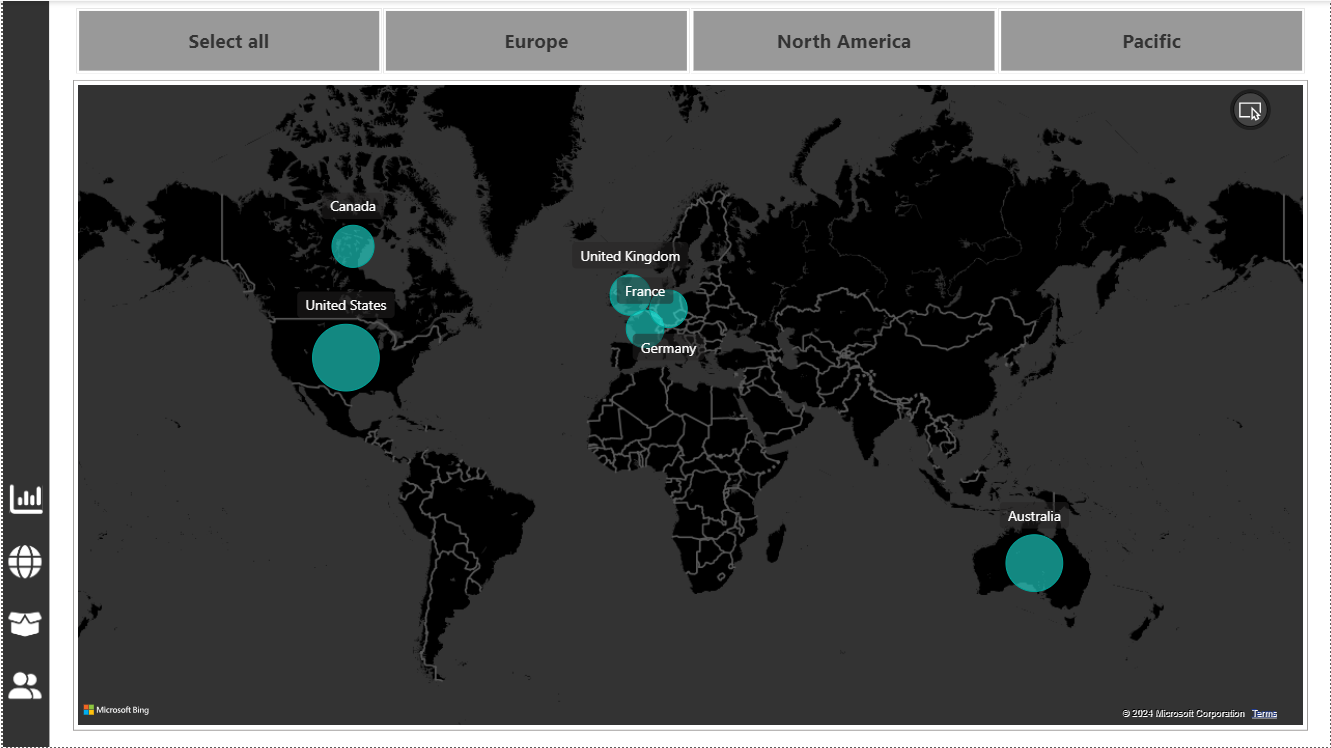 Select all
Europe
North America
Pacific
Canada
United Kingdom
France
United States
Germany
Australia
Microsoft Bing
© 2024 Microsoft Corporation Terms